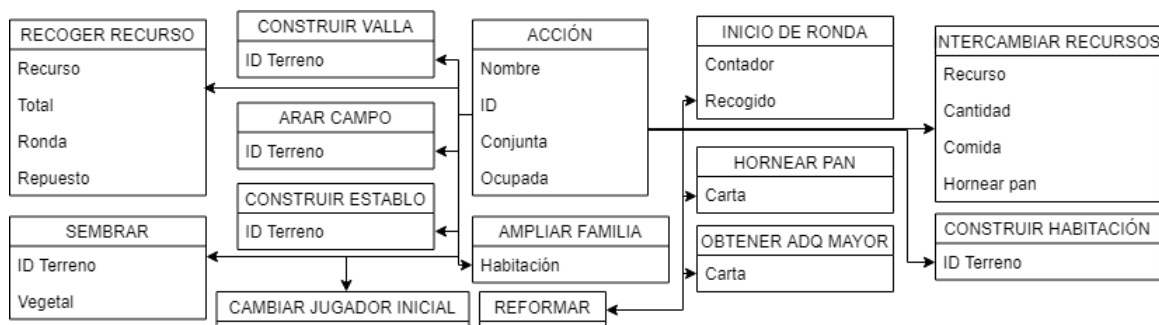 RECOGER RECURSO
Recurso
Total
Ronda
Repuesto
SEMBRAR
ID Terreno
Vegetal
CONSTRUIR VALLA
ID Terreno
ARAR CAMPO
ID Terreno
CONSTRUIR ESTABLO
ID Terreno
CAMBIAR JUGADOR INICIAL
ACCIÓN
Nombre
ID
Conjunta
Ocupada
AMPLIAR FAMILIA
Habitación
REFORMAR
INICIO DE RONDA
Contador
Recogido
HORNEAR PAN
Carta
OBTENER ADQ MAYOR
Carta
INTERCAMBIAR RECURSOS
Recurso
Cantidad
Comida
Hornear pan
CONSTRUIR HABITACIÓN
ID Terreno